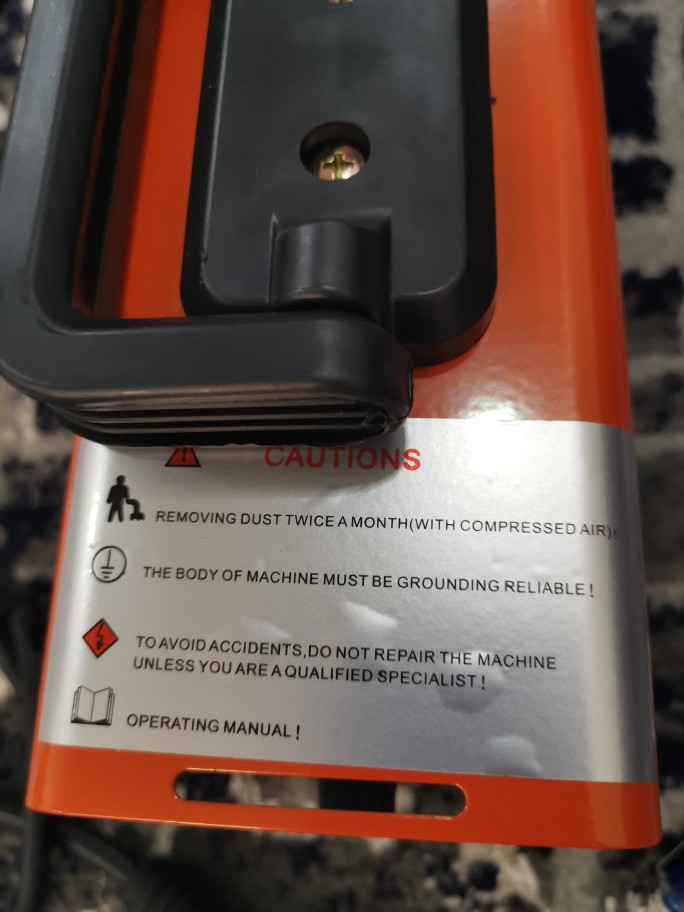 CAUTIONS
REMOVING DUST TWICE A MONTH(WITH COMPRESSED AIR)!
THE BODY OF MACHINE MUST BE GROUNDING RELIABLE!
TO AVOID ACCIDENTS,DO NOT REPAIR THE MACHINE
UNLESS YOU ARE A QUALIFIED SPECIALIST!
OPERATING MANUAL!